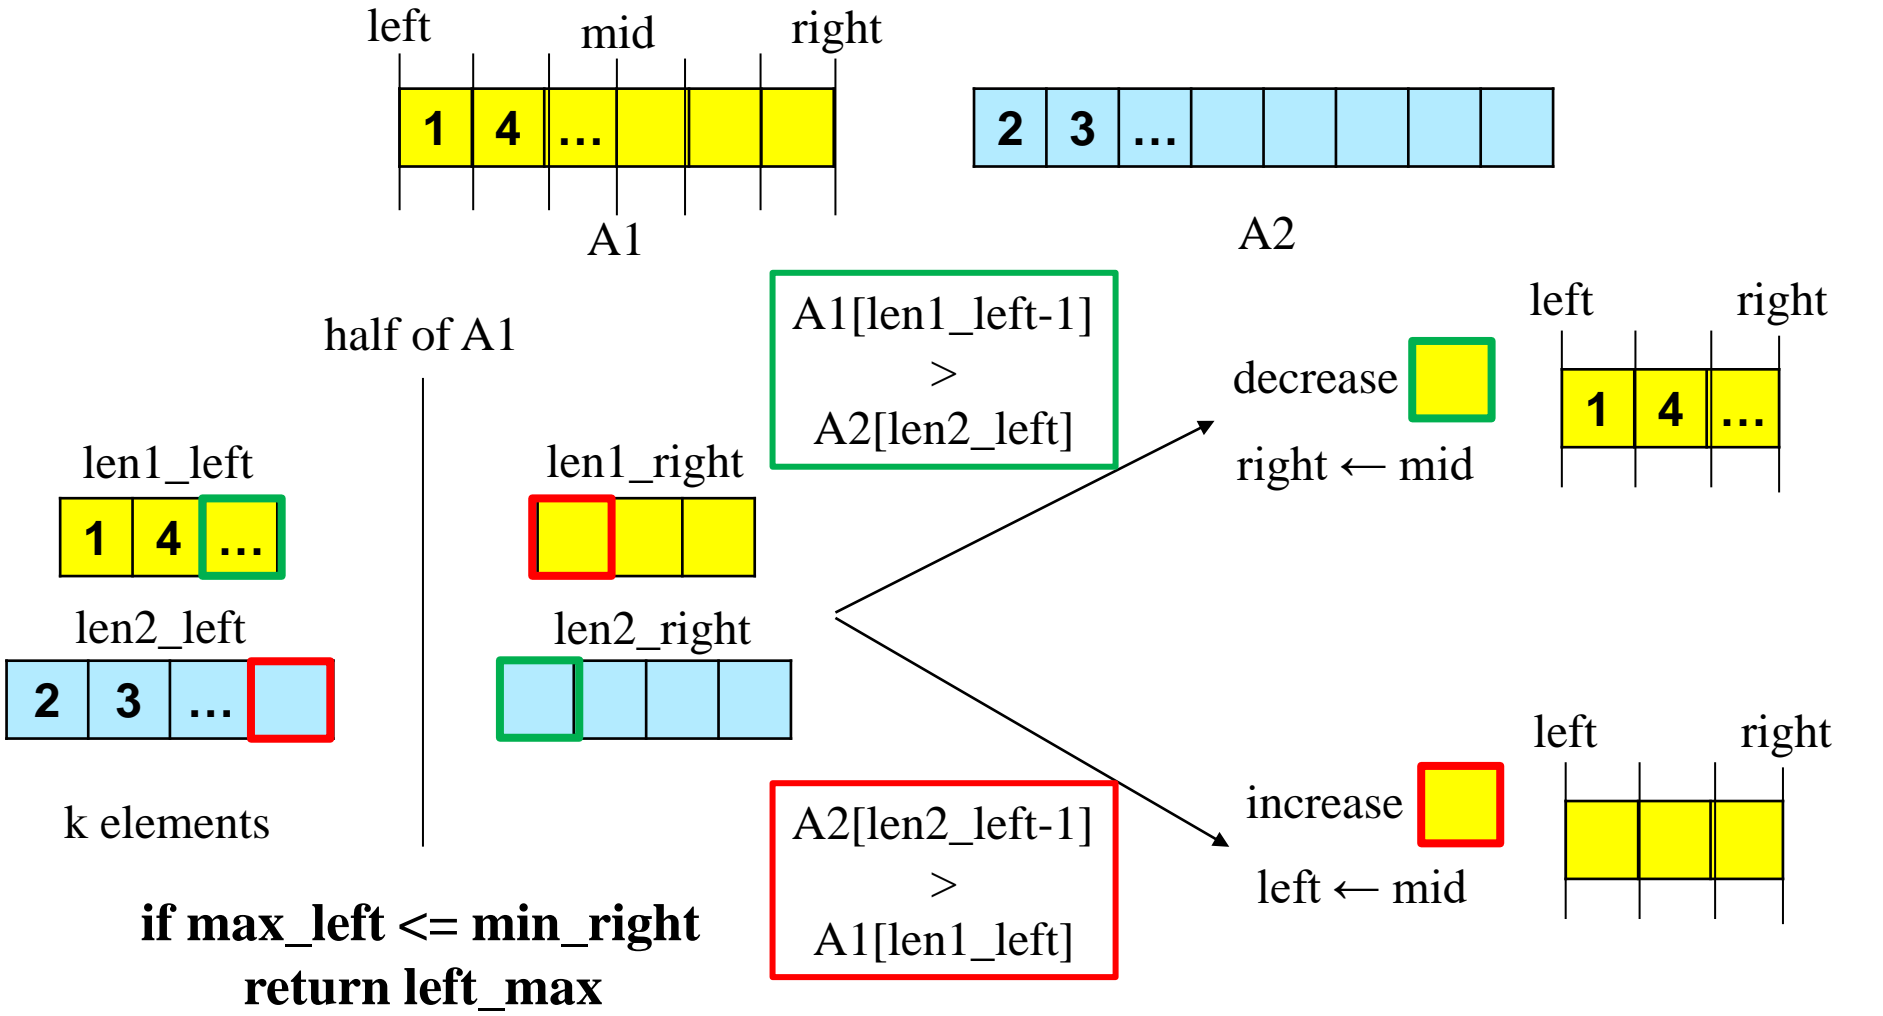 left mid right
1 4 ...
2 3 ...
A1
A2
half of A1
len1_left
1 4 ...
len2_left
2 3 ...
k elements
len1_right
len2_right
if max_left <= min_right
return left_max
A1[len1_left-1]
>
A2[len2_left]
decrease
right ← mid
left right
1 4 ...
A2[len2_left-1]
>
A1[len1_left]
increase
left ← mid
left right